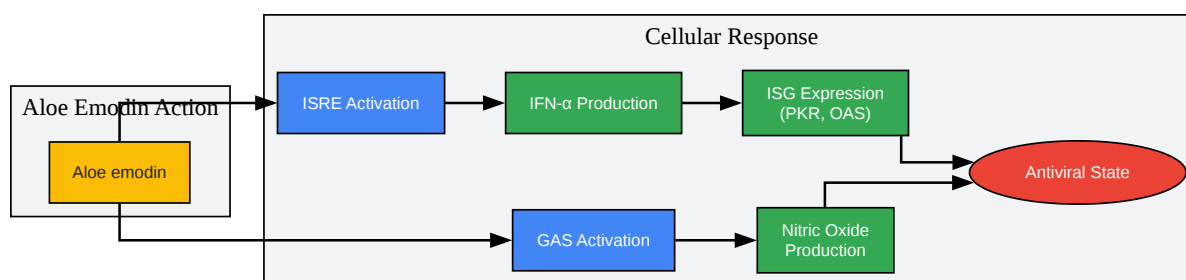 Cellular Response
Aloe Emodin Action
Aloe emodin
ISRE Activation
IFN-α Production
ISG Expression
(PKR, OAS)
Antiviral State
GAS Activation
Nitric Oxide
Production